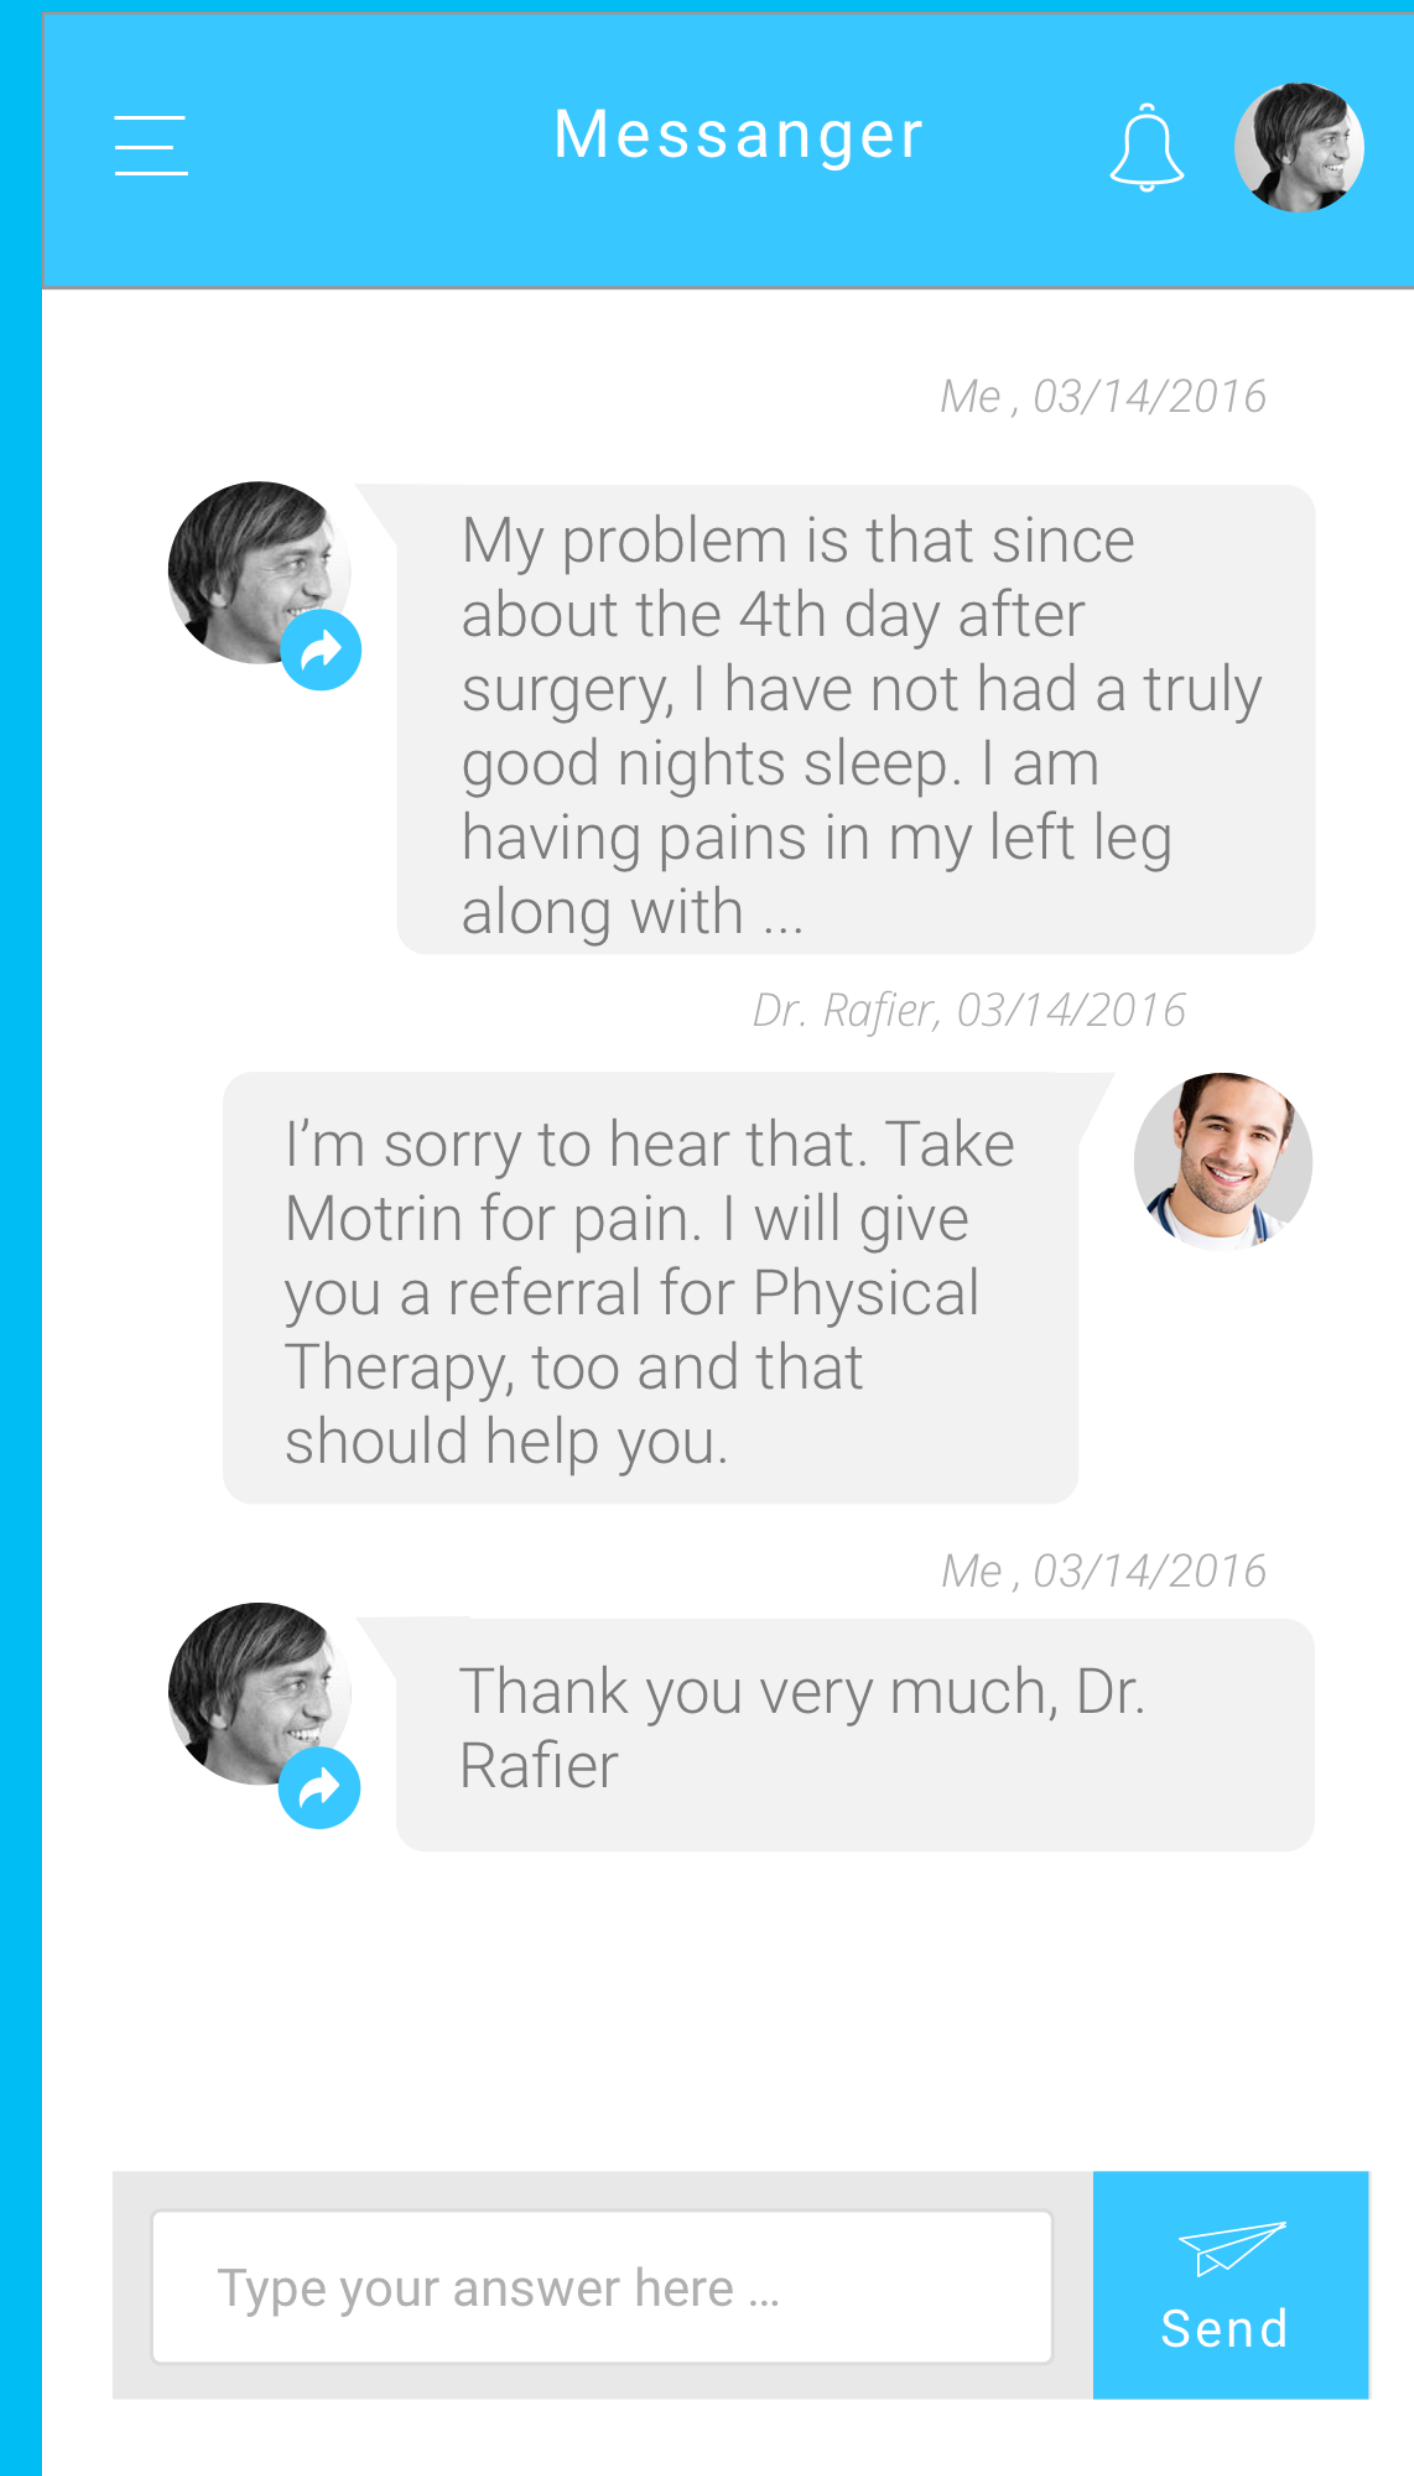 Messanger
Me , 03/14/2016
My problem is that since
about the 4th day after
surgery, I have not had a truly
good nights sleep. I am
having pains in my left leg
along with ...
Dr. Rafier, 03/14/2016
I’m sorry to hear that. Take
Motrin for pain. I will give
you a referral for Physical
Therapy, too and that
should help you.
Me , 03/14/2016
Thank you very much, Dr.
Rafier
Type your answer here ...
Send